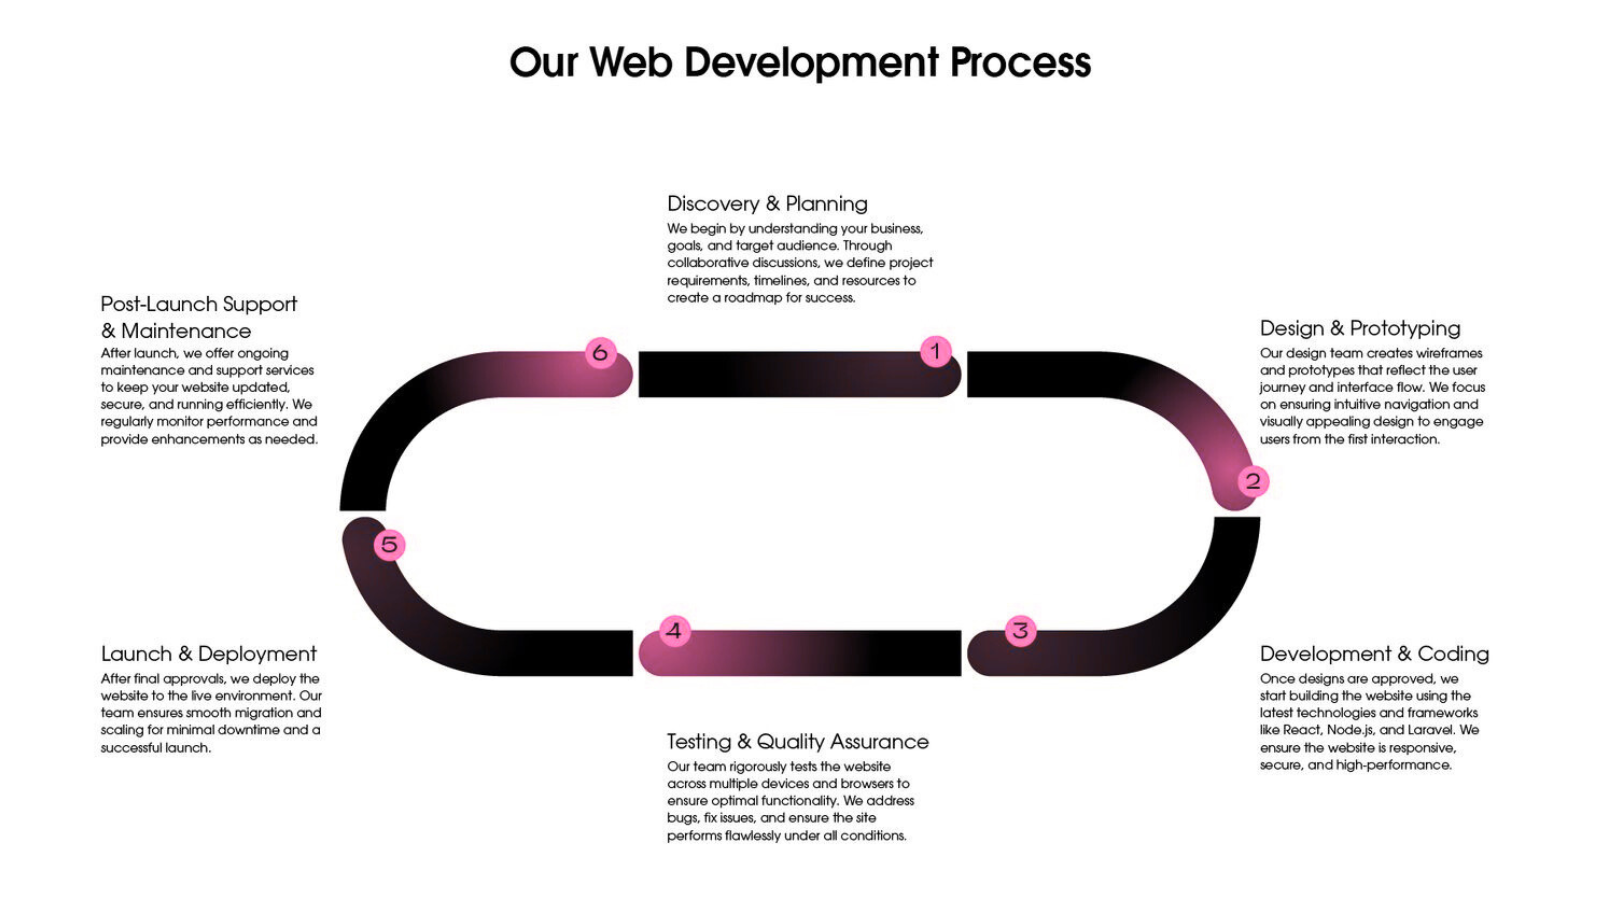 Our Web Development Process
Discovery & Planning
We begin by understanding your business,
goals, and target audience. Through
collaborative discussions, we define project
requirements, timelines, and resources to
create a roadmap for success.
1
Design & Prototyping
Our design team creates wireframes
and prototypes that reflect the user
journey and interface flow. We focus
on ensuring intuitive navigation and
visually appealing design to engage
users from the first interaction.
2
Development & Coding
Once designs are approved, we
start building the website using the
latest technologies and frameworks
like React, Node.js, and Laravel. We
ensure the website is responsive,
secure, and high-performance.
3
Testing & Quality Assurance
Our team rigorously tests the website
across multiple devices and browsers to
ensure optimal functionality. We address
bugs, fix issues, and ensure the site
performs flawlessly under all conditions.
4
Launch & Deployment
After final approvals, we deploy the
website to the live environment. Our
team ensures smooth migration and
scaling for minimal downtime and a
successful launch.
5
Post-Launch Support
& Maintenance
After launch, we offer ongoing
maintenance and support services
to keep your website updated,
secure, and running efficiently. We
regularly monitor performance and
provide enhancements as needed.
6